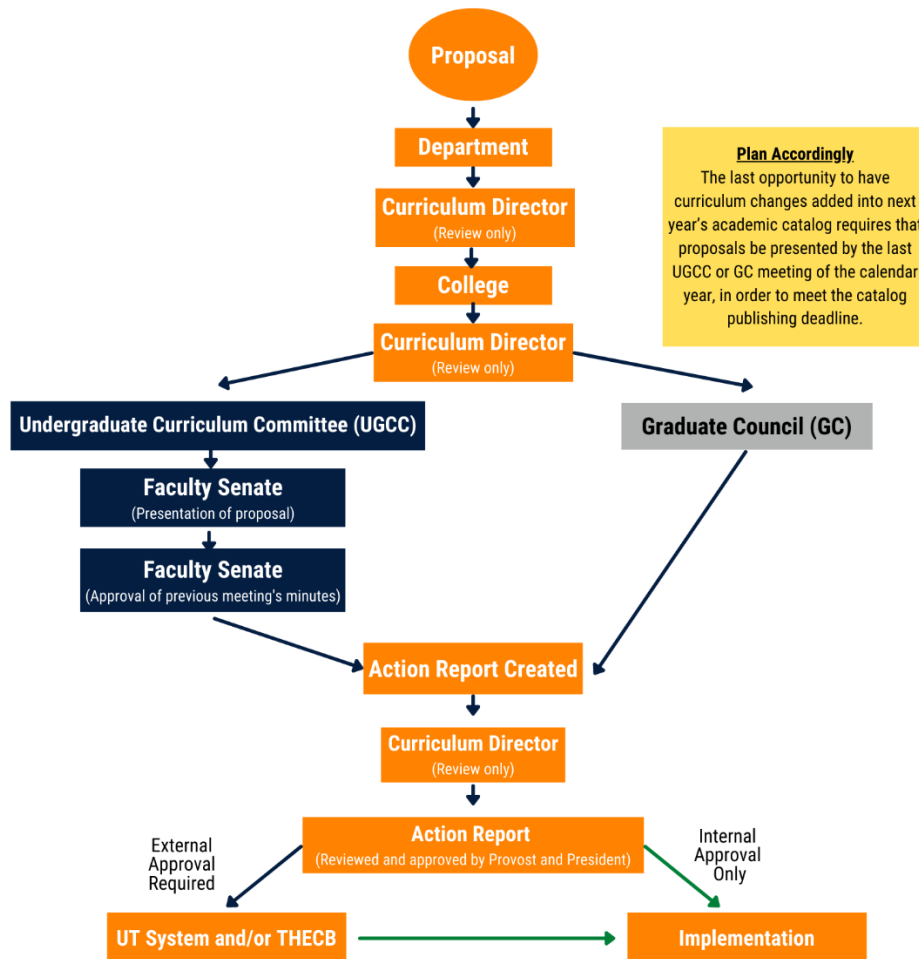 Proposal
Department
Plan Accordingly
The last opportunity to have
curriculum changes added into next
year's academic catalog requires that
proposals be presented by the last
UGCC or GC meeting of the calendar
year, in order to meet the catalog
publishing deadline.
Curriculum Director
(Review only)
College
Curriculum Director
(Review only)
Undergraduate Curriculum Committee (UGCC)
Graduate Council (GC)
Faculty Senate
(Presentation of proposal)
Faculty Senate
(Approval of previous meeting's minutes)
Action Report Created
Curriculum Director
(Review only)
Action Report
(Reviewed and approved by Provost and President)
External
Approval
Required
Internal
Approval
Only
UT System and/or THECB
Implementation